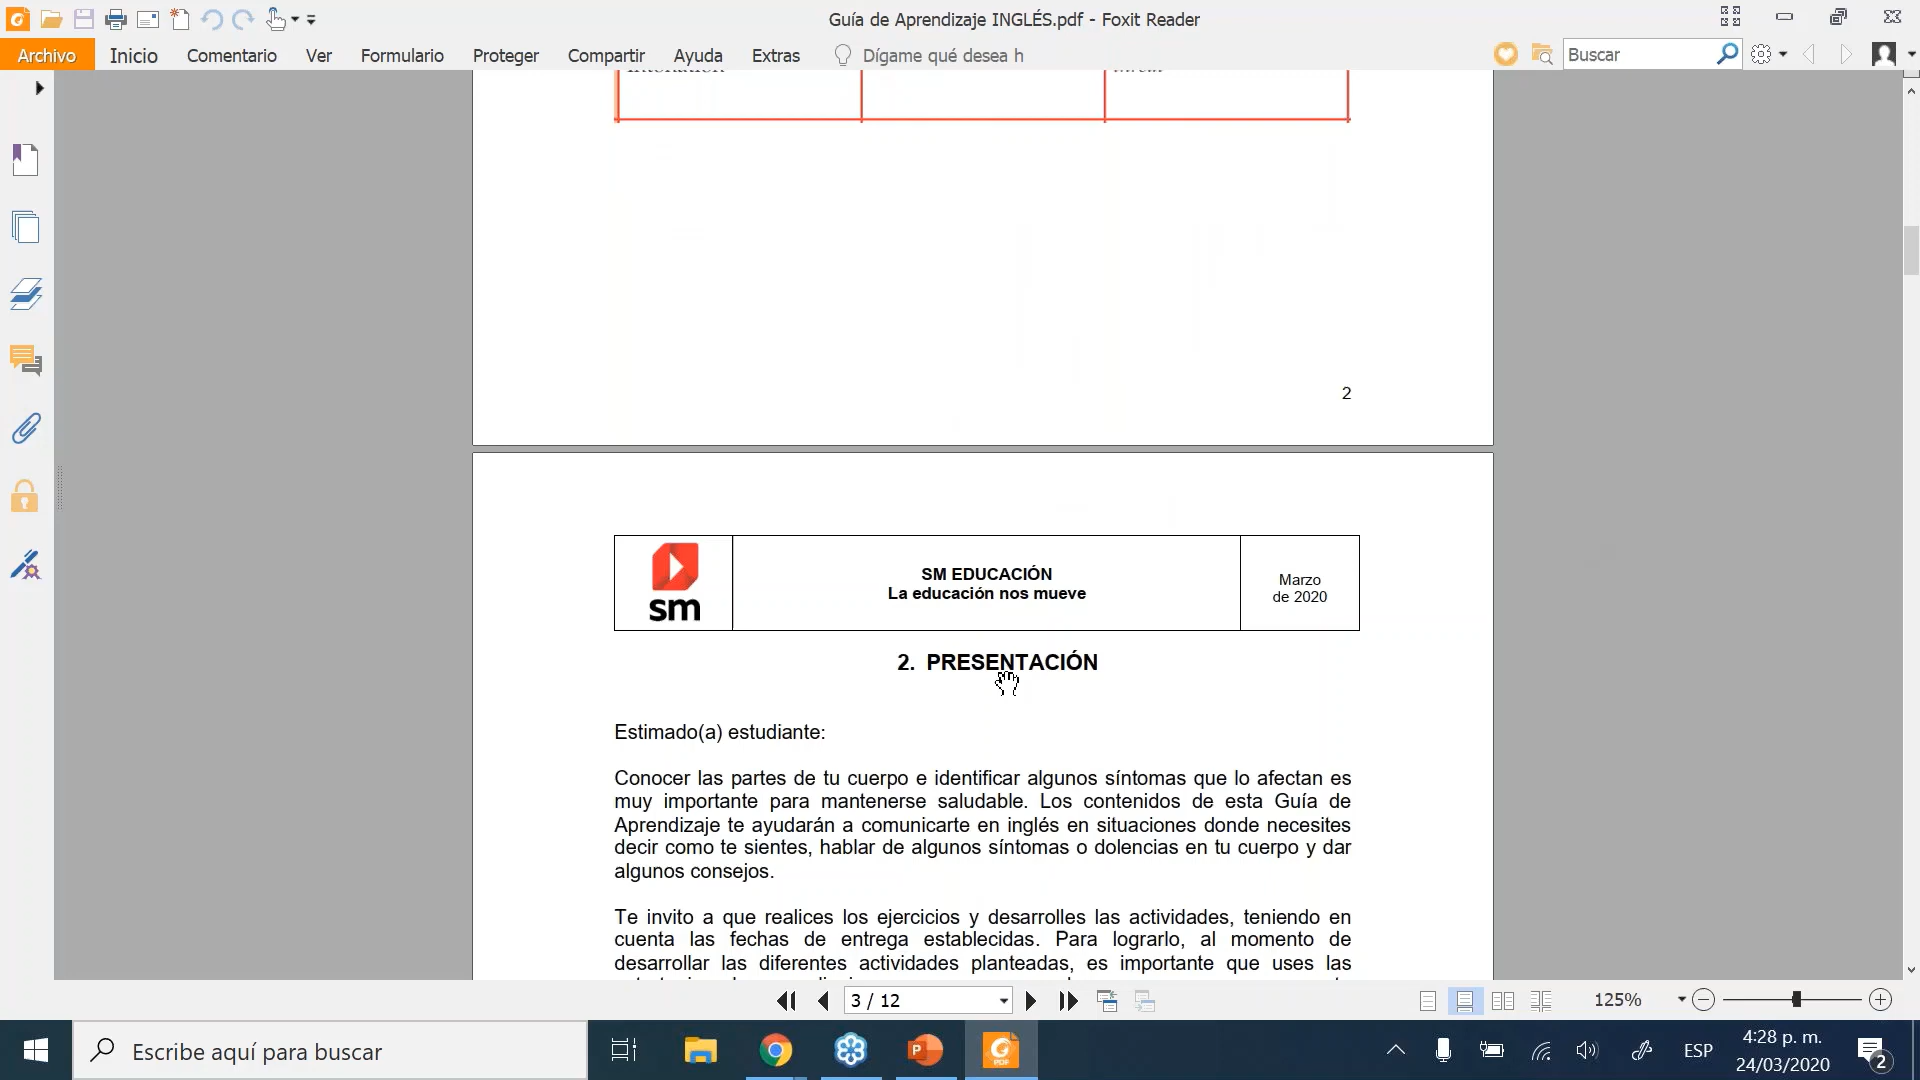 Guía de Aprendizaje INGLÉS.pdf - Foxit Reader
Archivo Inicio Comentario Ver Formulario Proteger Compartir Ayuda Extras Dígame qué desea h Buscar
2
sm
SM EDUCACIÓN
La educación nos mueve
Marzo
de 2020
2. PRESENTACIÓN
Estimado(a) estudiante:
Conocer las partes de tu cuerpo e identificar algunos síntomas que lo afectan es
muy importante para mantenerse saludable. Los contenidos de esta Guía de
Aprendizaje te ayudarán a comunicarte en inglés en situaciones donde necesites
decir como te sientes, hablar de algunos síntomas o dolencias en tu cuerpo y dar
algunos consejos.
Te invito a que realices los ejercicios y desarrolles las actividades, teniendo en
cuenta las fechas de entrega establecidas. Para lograrlo, al momento de
desarrollar las diferentes actividades planteadas, es importante que uses las
3 / 12
125%
Escribe aquí para buscar
P
PDF
ESP
4:28 p. m.
24/03/2020
2